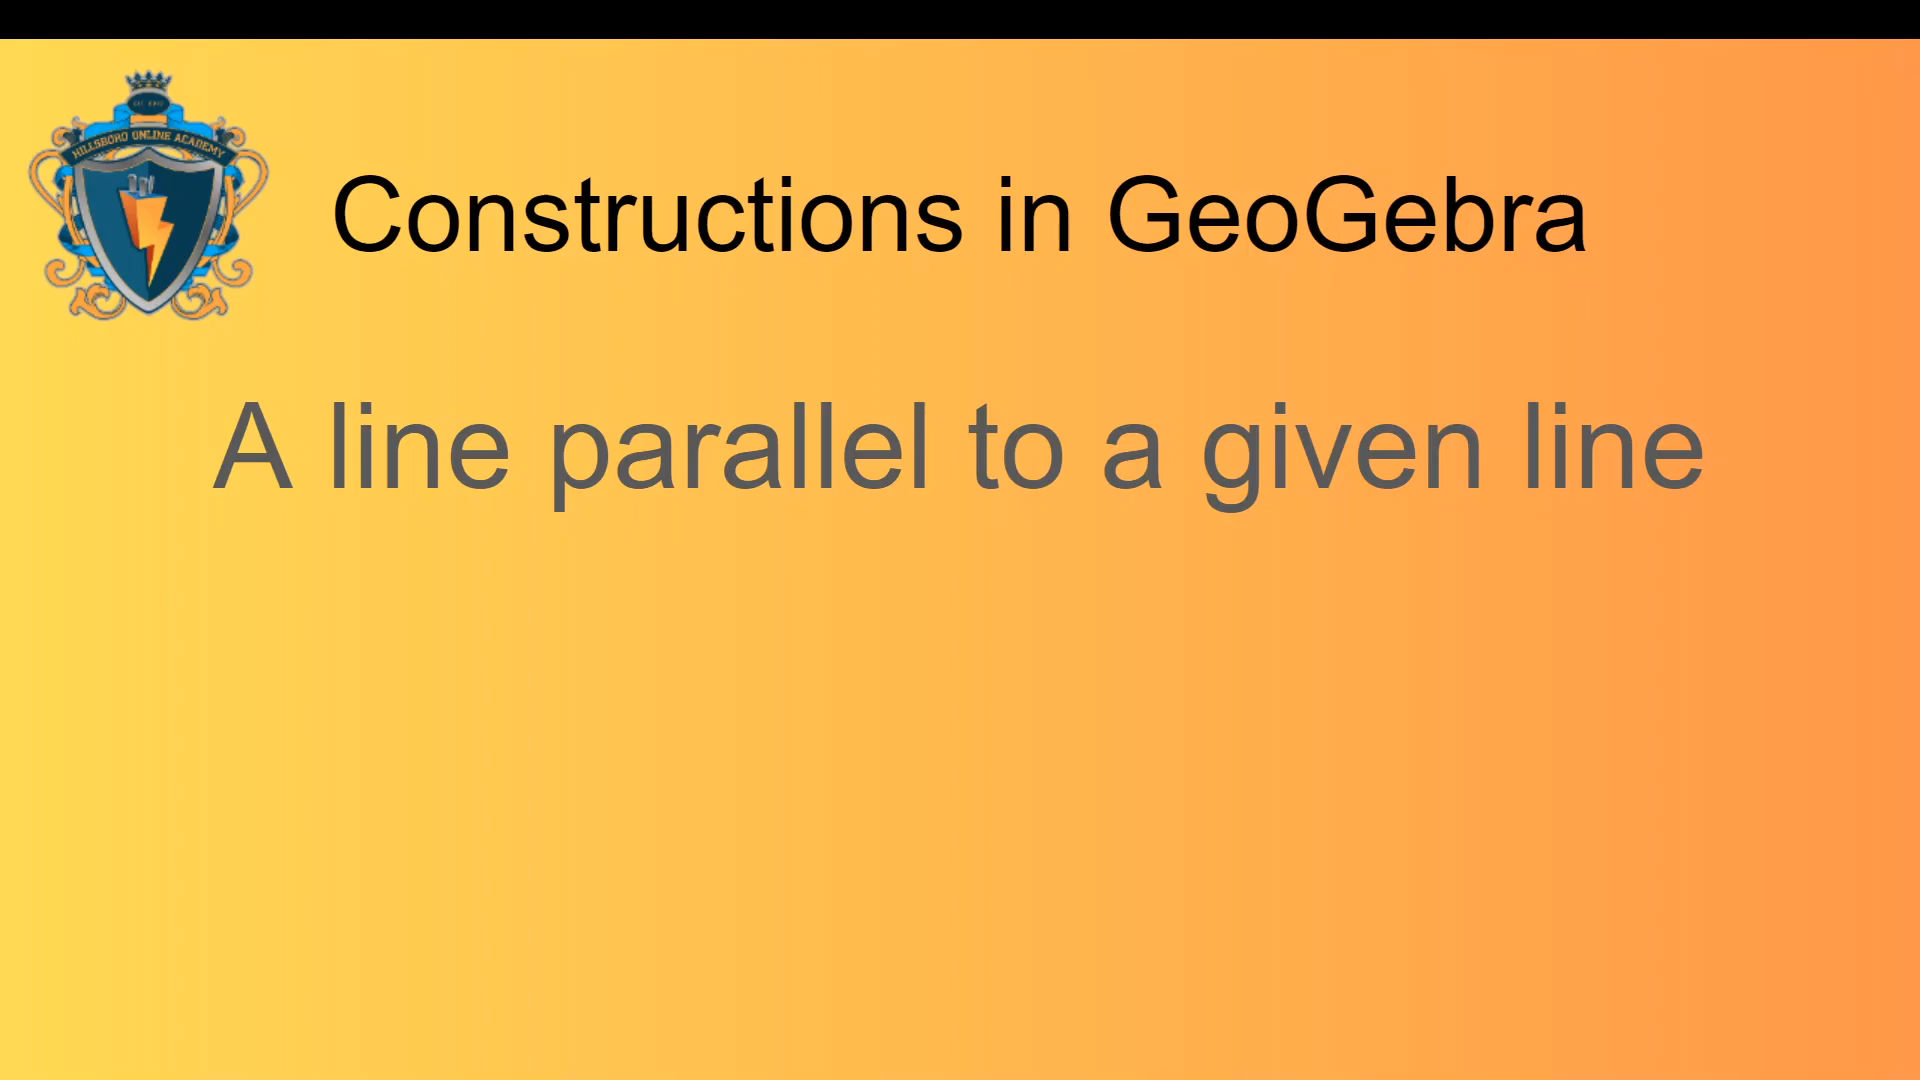 HILLSBORO ONLINE ACADEMY
Constructions in GeoGebra
A line parallel to a given line